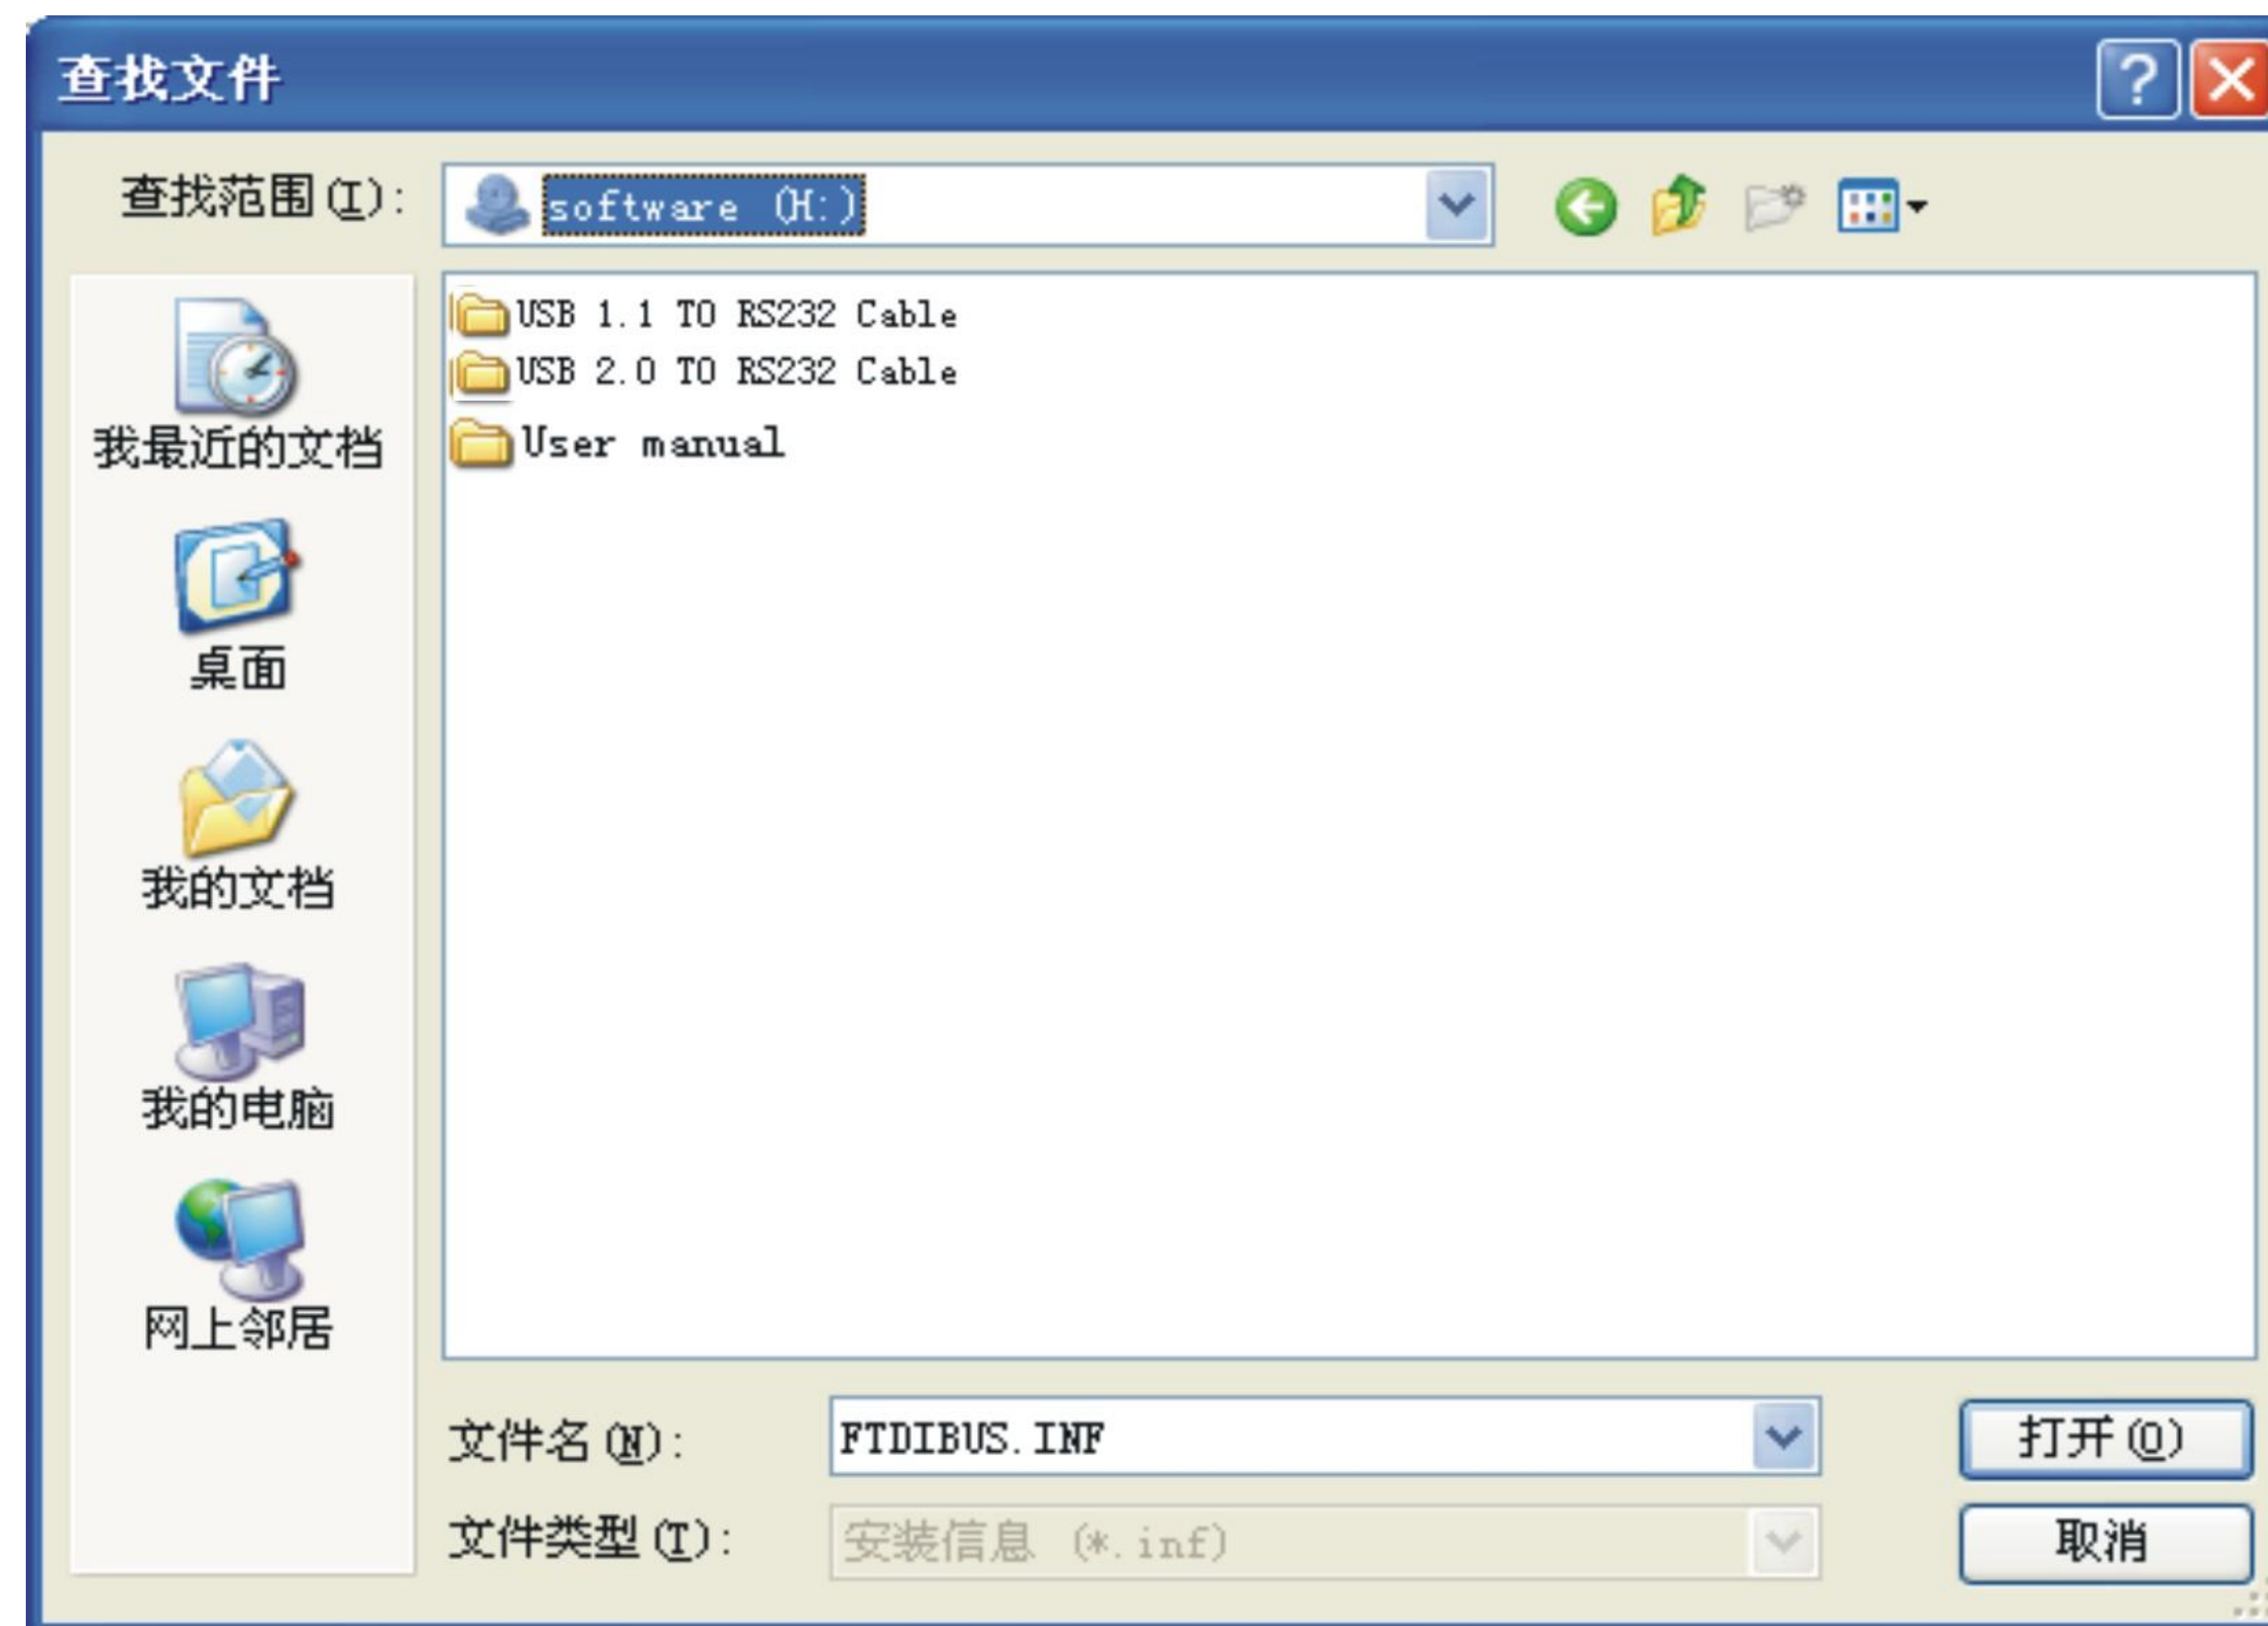 查找文件
查找范围(I):
software (H:)
USB 1.1 TO RS232 Cable
USB 2.0 TO RS232 Cable
User manual
我最近的文档
桌面
我的文档
我的电脑
网上邻居
文件名(N):
FTDIBUS.INF
打开(O)
文件类型(T):
安装信息 (*.inf)
取消